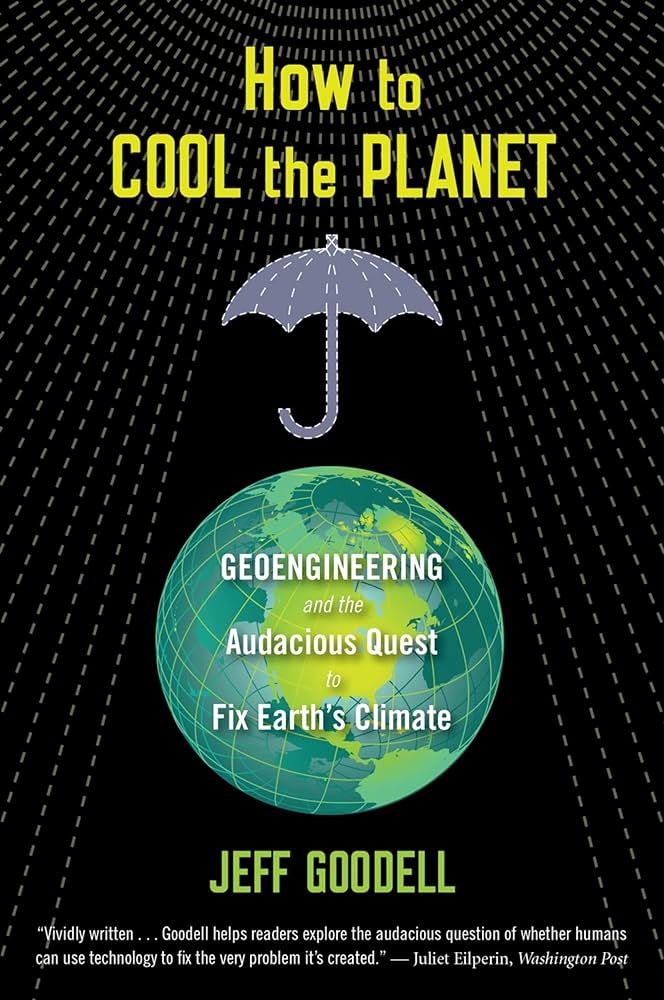 How to
COOL the PLANET
GEOENGINEERING
and the
Audacious Quest
to
Fix Earth's Climate
JEFF GOODELL
“Vividly written . . . Goodell helps readers explore the audacious question of whether humans
can use technology to fix the very problem it's created.” — Juliet Eilperin, Washington Post